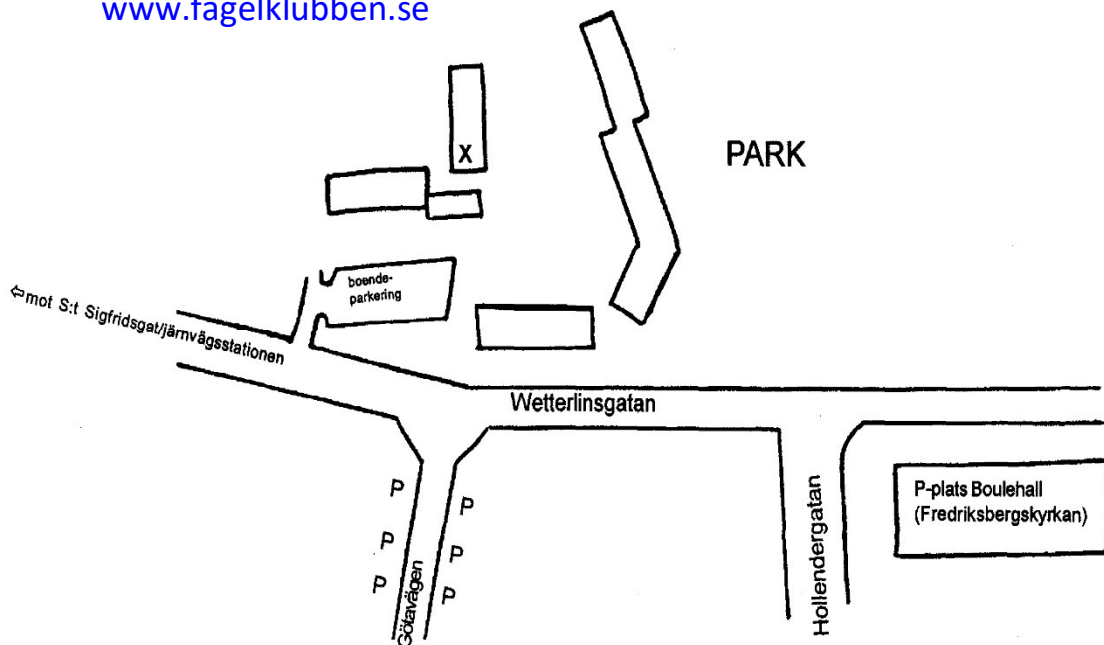 www.fagelklubben.se
X
PARK
boende-
parkering
⇦mot S:t Sigfridsgat/järnvägsstationen
Wetterlinsgatan
P
P
P
P
P
P
Götavägen
Hollendergatan
P-plats Boulehall
(Fredriksbergskyrkan)